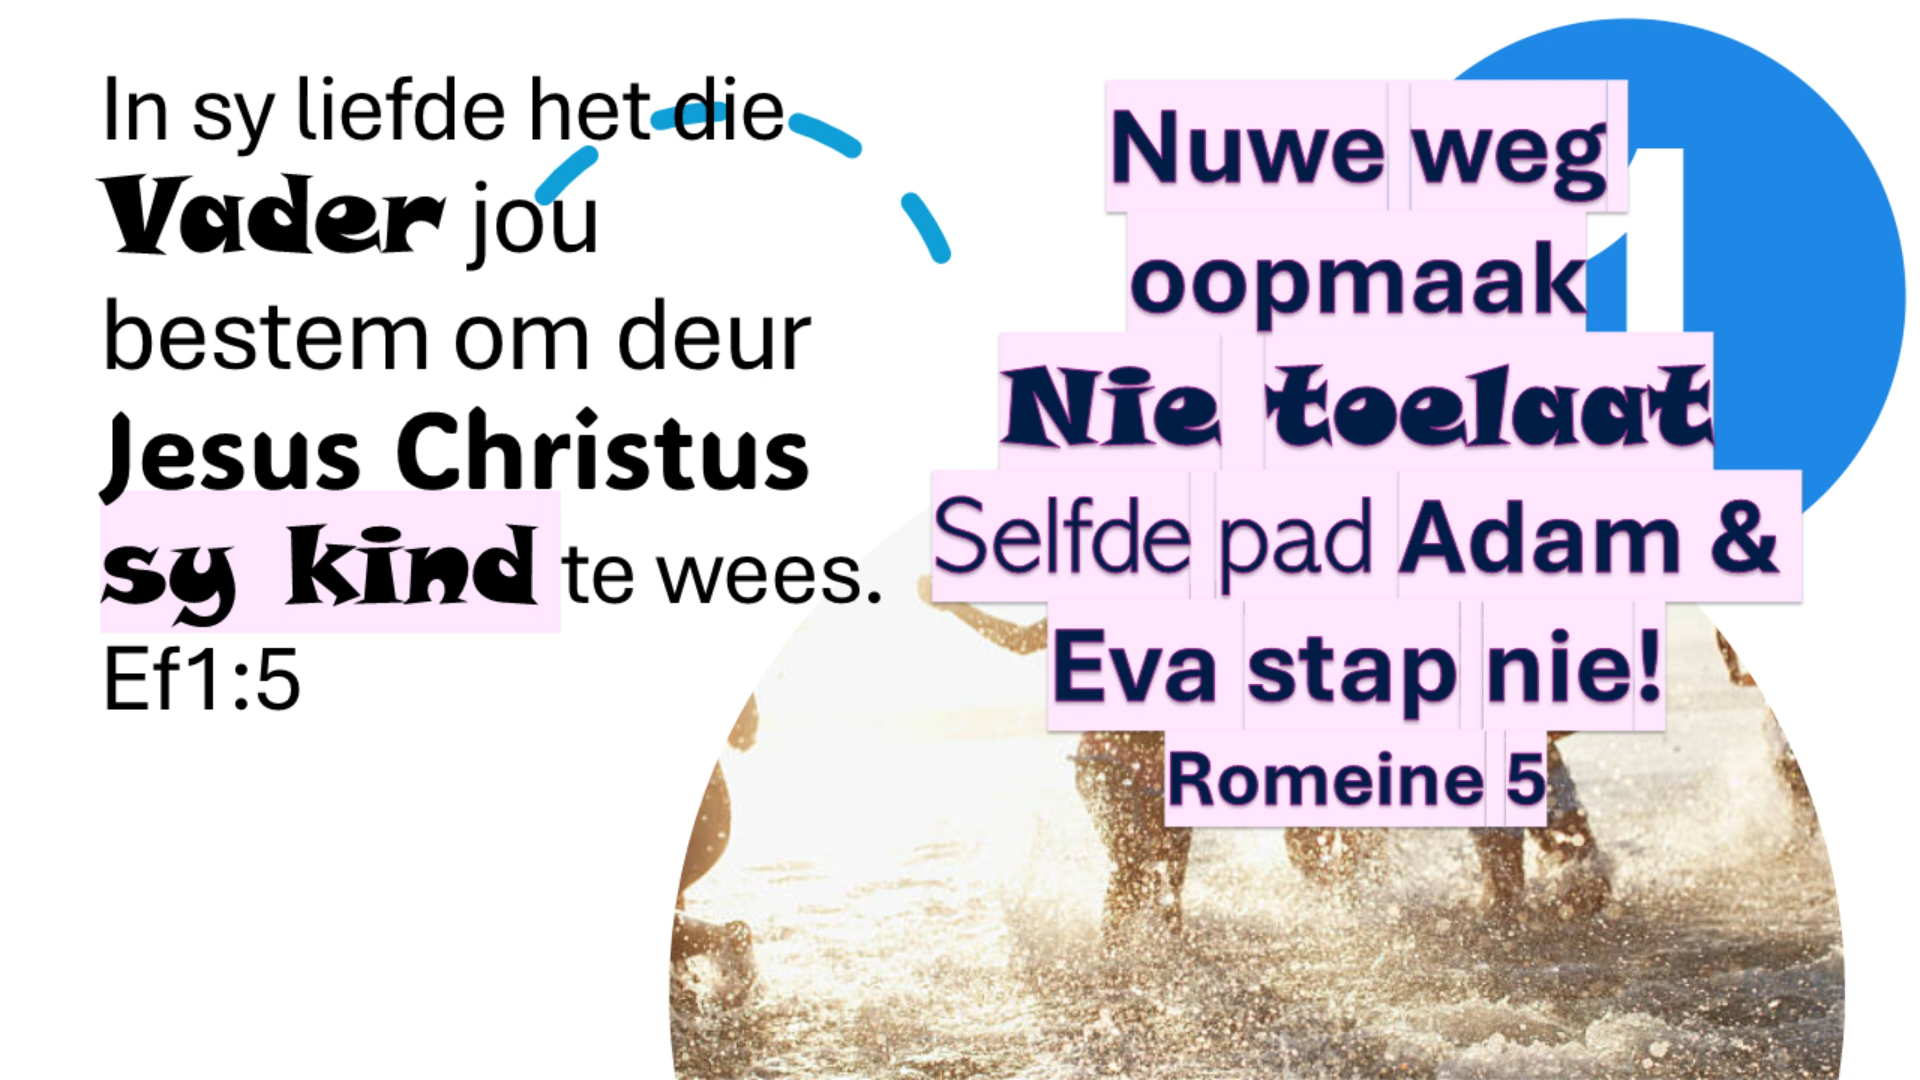 In sy liefde het die
Vader jou
bestem om deur
Jesus Christus
sy kind te wees.
Ef1:5
1
Nuwe weg
oopmaak
Nie toelaat
Selfde pad Adam &
Eva stap nie!
Romeine 5